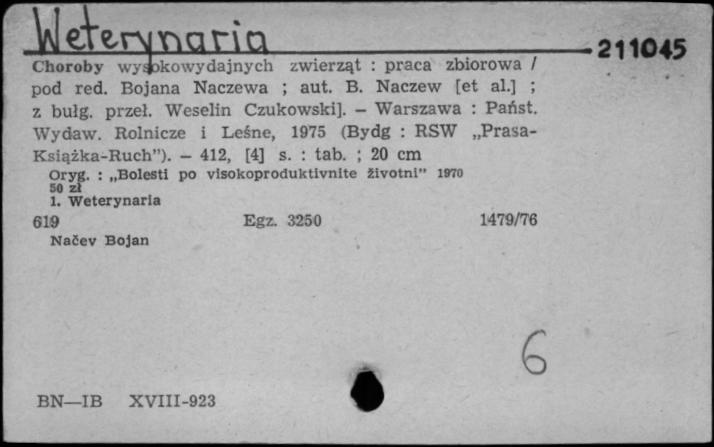 Weterynaria
211045
Choroby wysokowydajnych zwierząt : praca zbiorowa /
pod red. Bojana Naczewa ; aut. B. Naczew [et al.] ;
z bułg. przeł. Weselin Czukowski]. — Warszawa : Państ.
Wydaw. Rolnicze i Leśne, 1975 (Bydg : RSW „Prasa-
Książka-Ruch”). — 412, [4] s. : tab. ; 20 cm
Oryg. : „Bolesti po visokoproduktivnite životni” 1970
50 zł
1. Weterynaria
619 Egz. 3250 1479/76
Načev Bojan
6
BN—IB XVIII-923